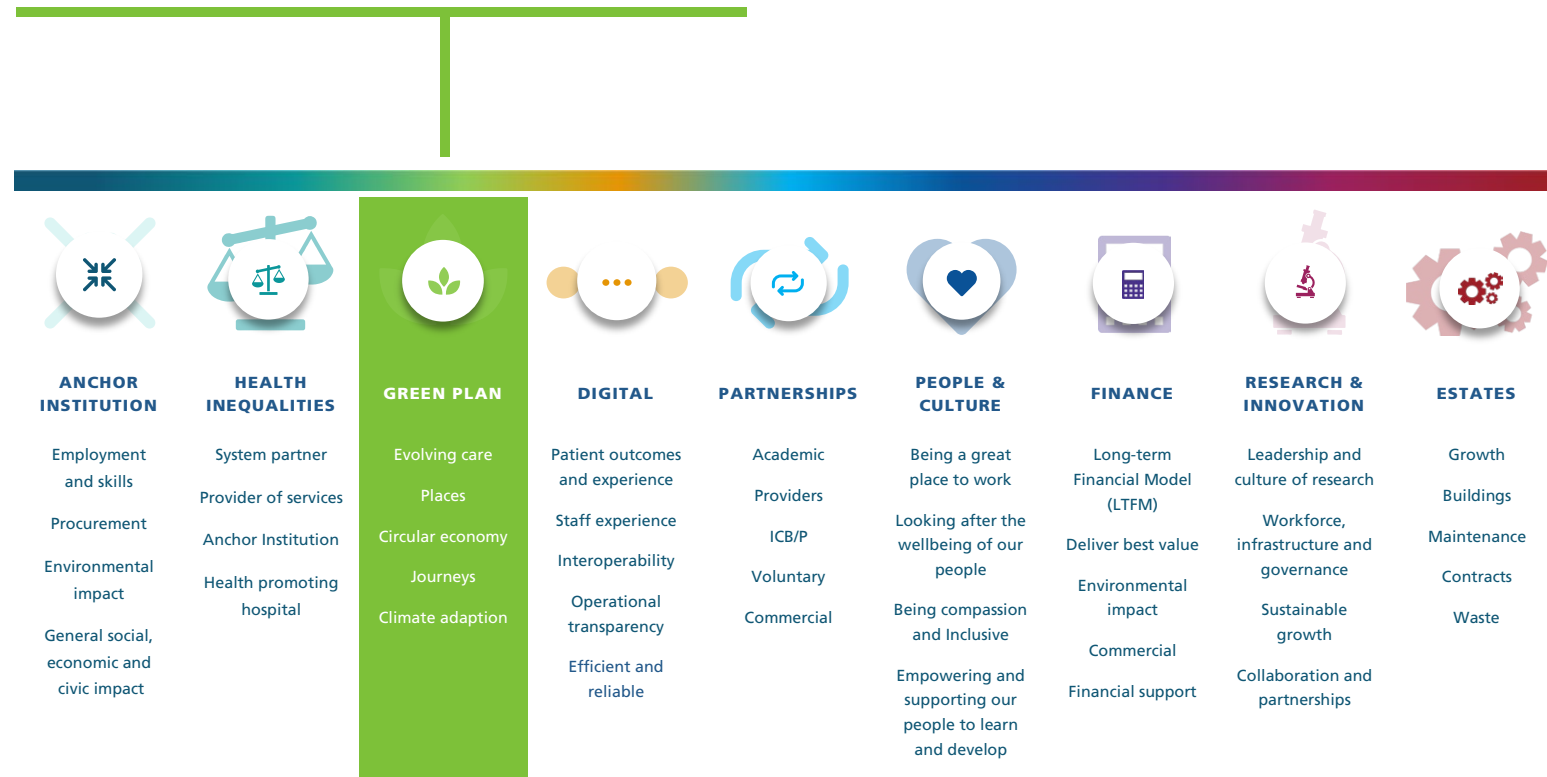 ANCHOR
INSTITUTION
Employment
and skills
Procurement
Environmental
impact
General social,
economic and
civic impact
HEALTH
INEQUALITIES
System partner
Provider of services
Anchor Institution
Health promoting
hospital
GREEN PLAN
Evolving care
Places
Circular economy
Journeys
Climate adaption
DIGITAL
Patient outcomes
and experience
Staff experience
Interoperability
Operational
transparency
Efficient and
reliable
PARTNERSHIPS
Academic
Providers
ICB/P
Voluntary
Commercial
PEOPLE &
CULTURE
Being a great
place to work
Looking after the
wellbeing of our
people
Being compassion
and Inclusive
Empowering and
supporting our
people to learn
and develop
FINANCE
Long-term
Financial Model
(LTFM)
Deliver best value
Environmental
impact
Commercial
Financial support
RESEARCH &
INNOVATION
Leadership and
culture of research
Workforce,
infrastructure and
governance
Sustainable
growth
Collaboration and
partnerships
ESTATES
Growth
Buildings
Maintenance
Contracts
Waste